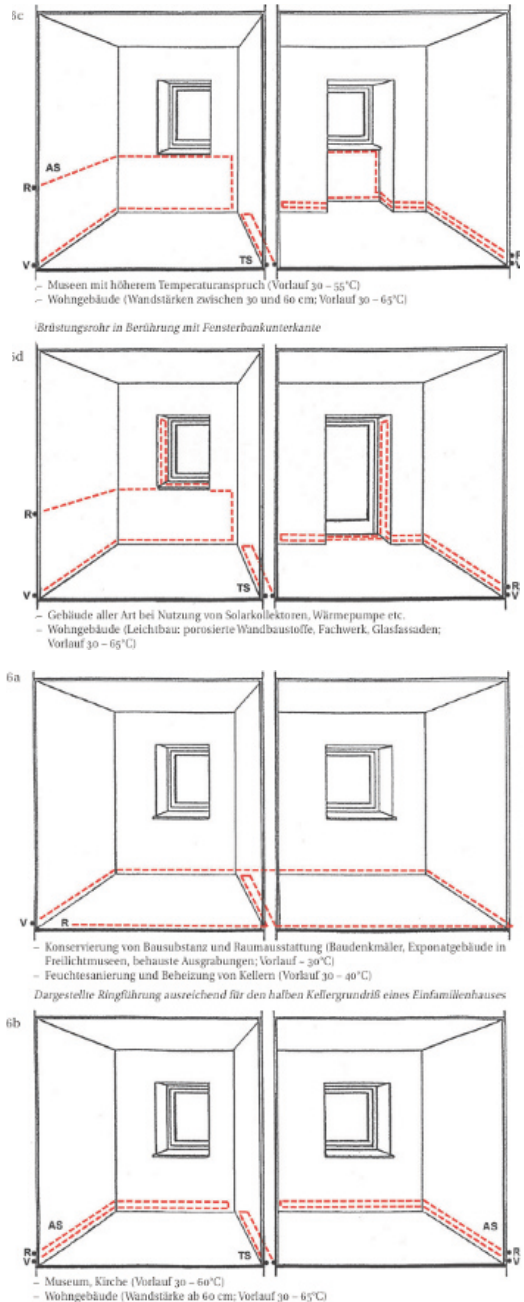 6c
AS
R
V
TS
R
V
– Museen mit höherem Temperaturanspruch (Vorlauf 30 – 55°C)
– Wohngebäude (Wandstärken zwischen 30 und 60 cm; Vorlauf 30 – 65°C)
Brüstungsrohr in Berührung mit Fensterbankunterkante
6d
R
V
TS
R
V
– Gebäude aller Art bei Nutzung von Solarkollektoren, Wärmepumpe etc.
– Wohngebäude (Leichtbau: porosierte Wandbaustoffe, Fachwerk, Glasfassaden;
Vorlauf 30 – 65°C)
6a
V
R
– Konservierung von Bausubstanz und Raumausstattung (Baudenkmäler, Exponatgebäude in
Freilichtmuseen, behauste Ausgrabungen; Vorlauf ~ 30°C)
– Feuchtesanierung und Beheizung von Kellern (Vorlauf 30 – 40°C)
Dargestellte Ringführung ausreichend für den halben Kellergrundriß eines Einfamilienhauses
6b
AS
R
V
TS
AS
R
V
– Museum, Kirche (Vorlauf 30 – 60°C)
– Wohngebäude (Wandstärke ab 60 cm; Vorlauf 30 – 65°C)